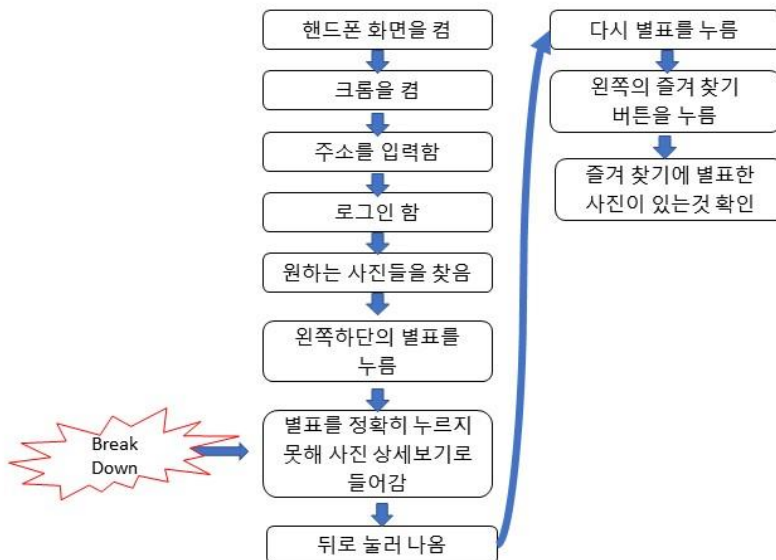 핸드폰 화면을 켬
크롬을 켬
주소를 입력함
로그인 함
원하는 사진들을 찾음
왼쪽하단의 별표를
누름
Break
Down
별표를 정확히 누르지
못해 사진 상세보기로
들어감
뒤로 눌러 나옴
다시 별표를 누름
왼쪽의 즐겨 찾기
버튼을 누름
즐겨 찾기에 별표한
사진이 있는것 확인